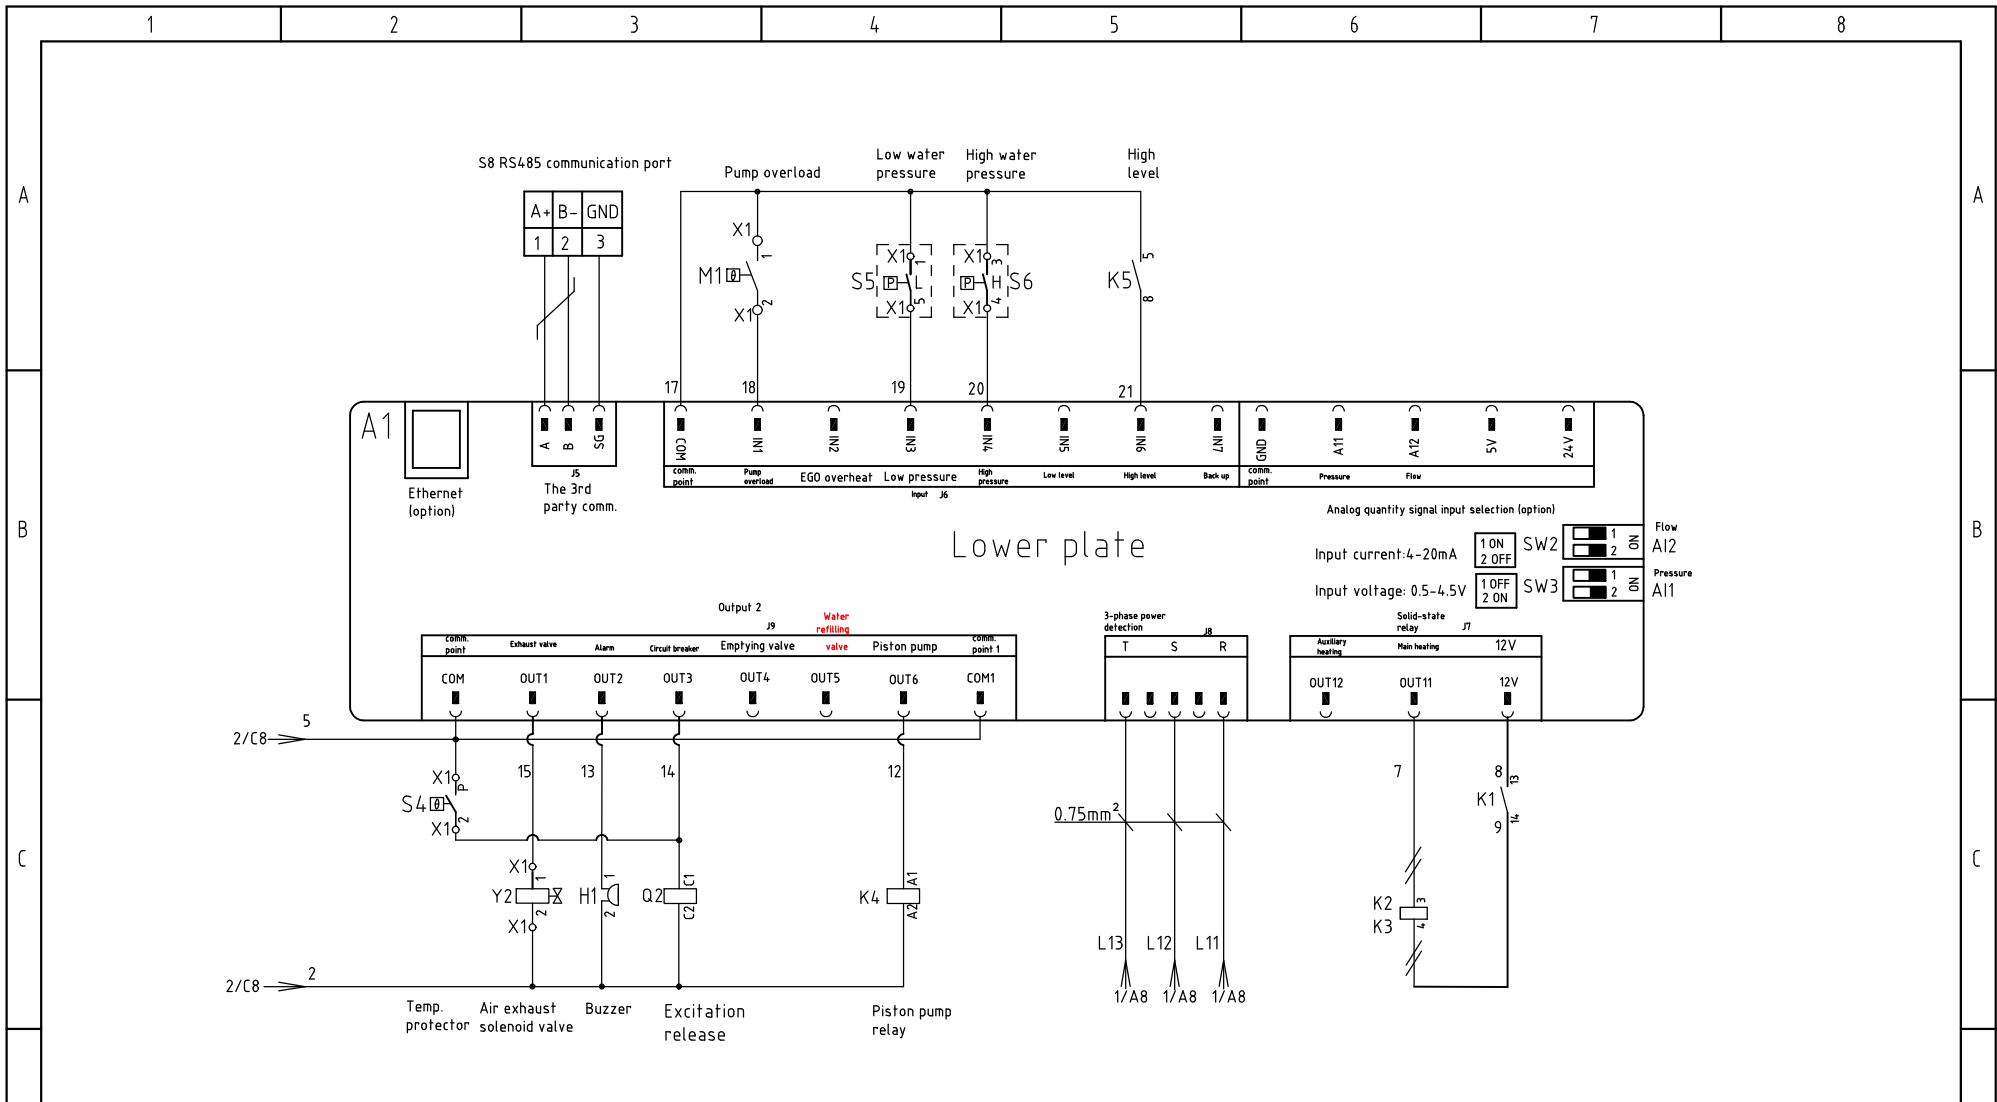 1 2 3 4 5 6 7 8
A A
S8 RS485 communication port
A+ B- GND
1 2 3
Pump overload
Low water
pressure
High water
pressure
High
level
X1
1
M1 θ
2
X1
X1
1
S5 P L
5
X1
X1
3
P H S6
4
X1
5
K5
8
17 18 19 20 21
B B
A1
Ethernet
(option)
A B SG
J5
The 3rd
party comm.
COM IN1 IN2 IN3 IN4 IN5 IN6 IN7 GND A11 A12 5V 24V
comm.
point
Pump
overload
EGO overheat
Low pressure
High
pressure
Low level
High level
Back up
comm.
point
Pressure
Flow
Input J6
Lower plate
Analog quantity signal input selection (option)
Input current:4-20mA
1 ON
2 OFF
SW2
1
2
ON
Flow
AI2
Input voltage: 0.5-4.5V
1 OFF
2 ON
SW3
1
2
ON
Pressure
AI1
Output 2
J9
Water
refilling
valve
comm.
point
Exhaust valve
Alarm
Circuit breaker
Emptying valve
Piston pump
comm.
point 1
COM OUT1 OUT2 OUT3 OUT4 OUT5 OUT6 COM1
3-phase power
detection
J8
T S R
Solid-state
relay
J7
Auxiliary
heating
Main heating
12V
OUT12 OUT11 12V
C C
2/C8 5
X1
P
S4 θ
2
X1
15 13 14 12
X1
1
Y2
2
X1
1
H1
2
C1
Q2
C2
A1
K4
A2
2/C8 2
0.75mm²
L13 L12 L11
1/A8 1/A8 1/A8
7 8
13
K1
14
9
K2 3
K3 4
Temp.
protector
Air exhaust
solenoid valve
Buzzer
Excitation
release
Piston pump
relay